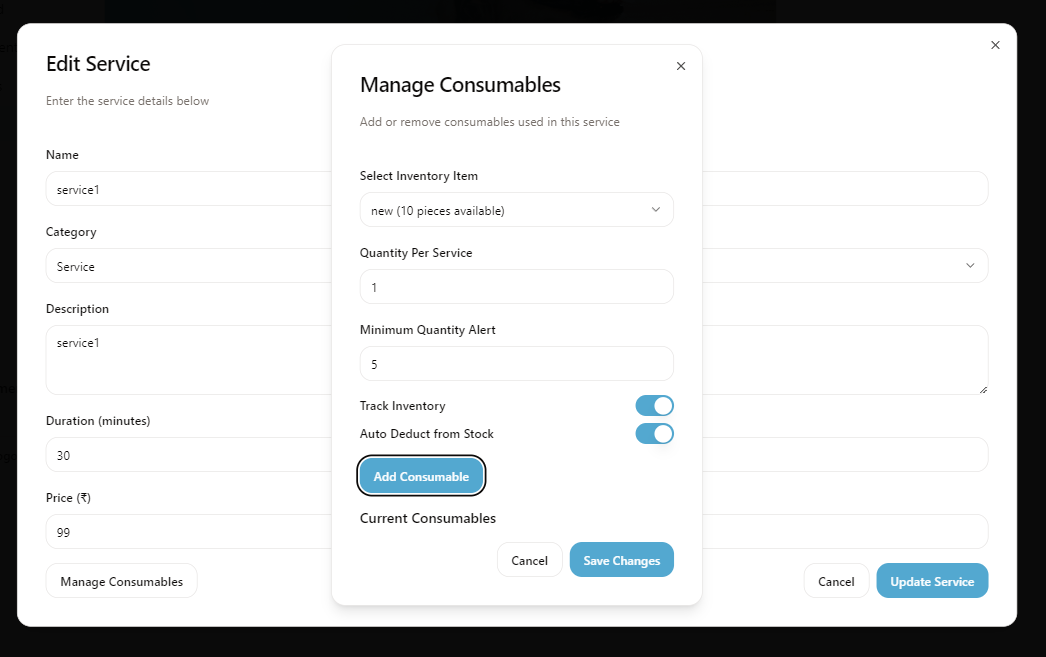 Edit Service
Enter the service details below
Name
service1
Category
Service
Description
service1
Duration (minutes)
30
Price (₹)
99
Manage Consumables
Cancel
Update Service
Manage Consumables
Add or remove consumables used in this service
Select Inventory Item
new (10 pieces available)
Quantity Per Service
1
Minimum Quantity Alert
5
Track Inventory
Auto Deduct from Stock
Add Consumable
Current Consumables
Cancel
Save Changes